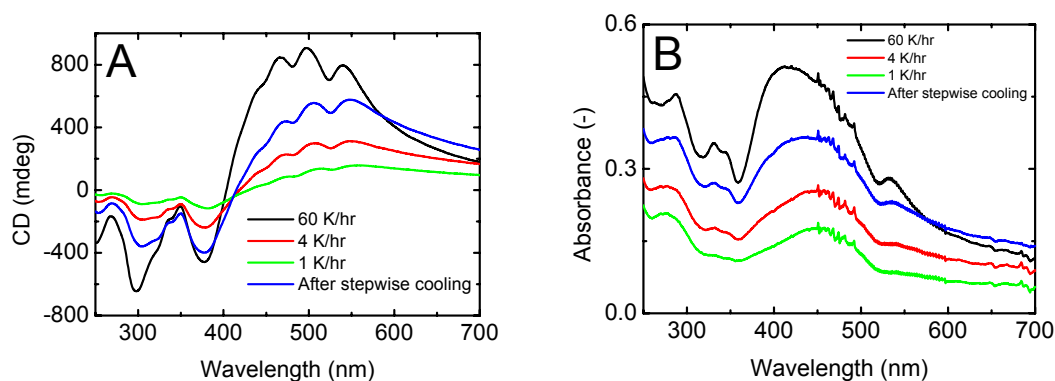 A
CD (mdeg)
800
400
0
-400
-800
60 K/hr
4 K/hr
1 K/hr
After stepwise cooling
300 400 500 600 700
Wavelength (nm)
B
Absorbance (-)
0.6
0.3
0.0
60 K/hr
4 K/hr
1 K/hr
After stepwise cooling
300 400 500 600 700
Wavelength (nm)